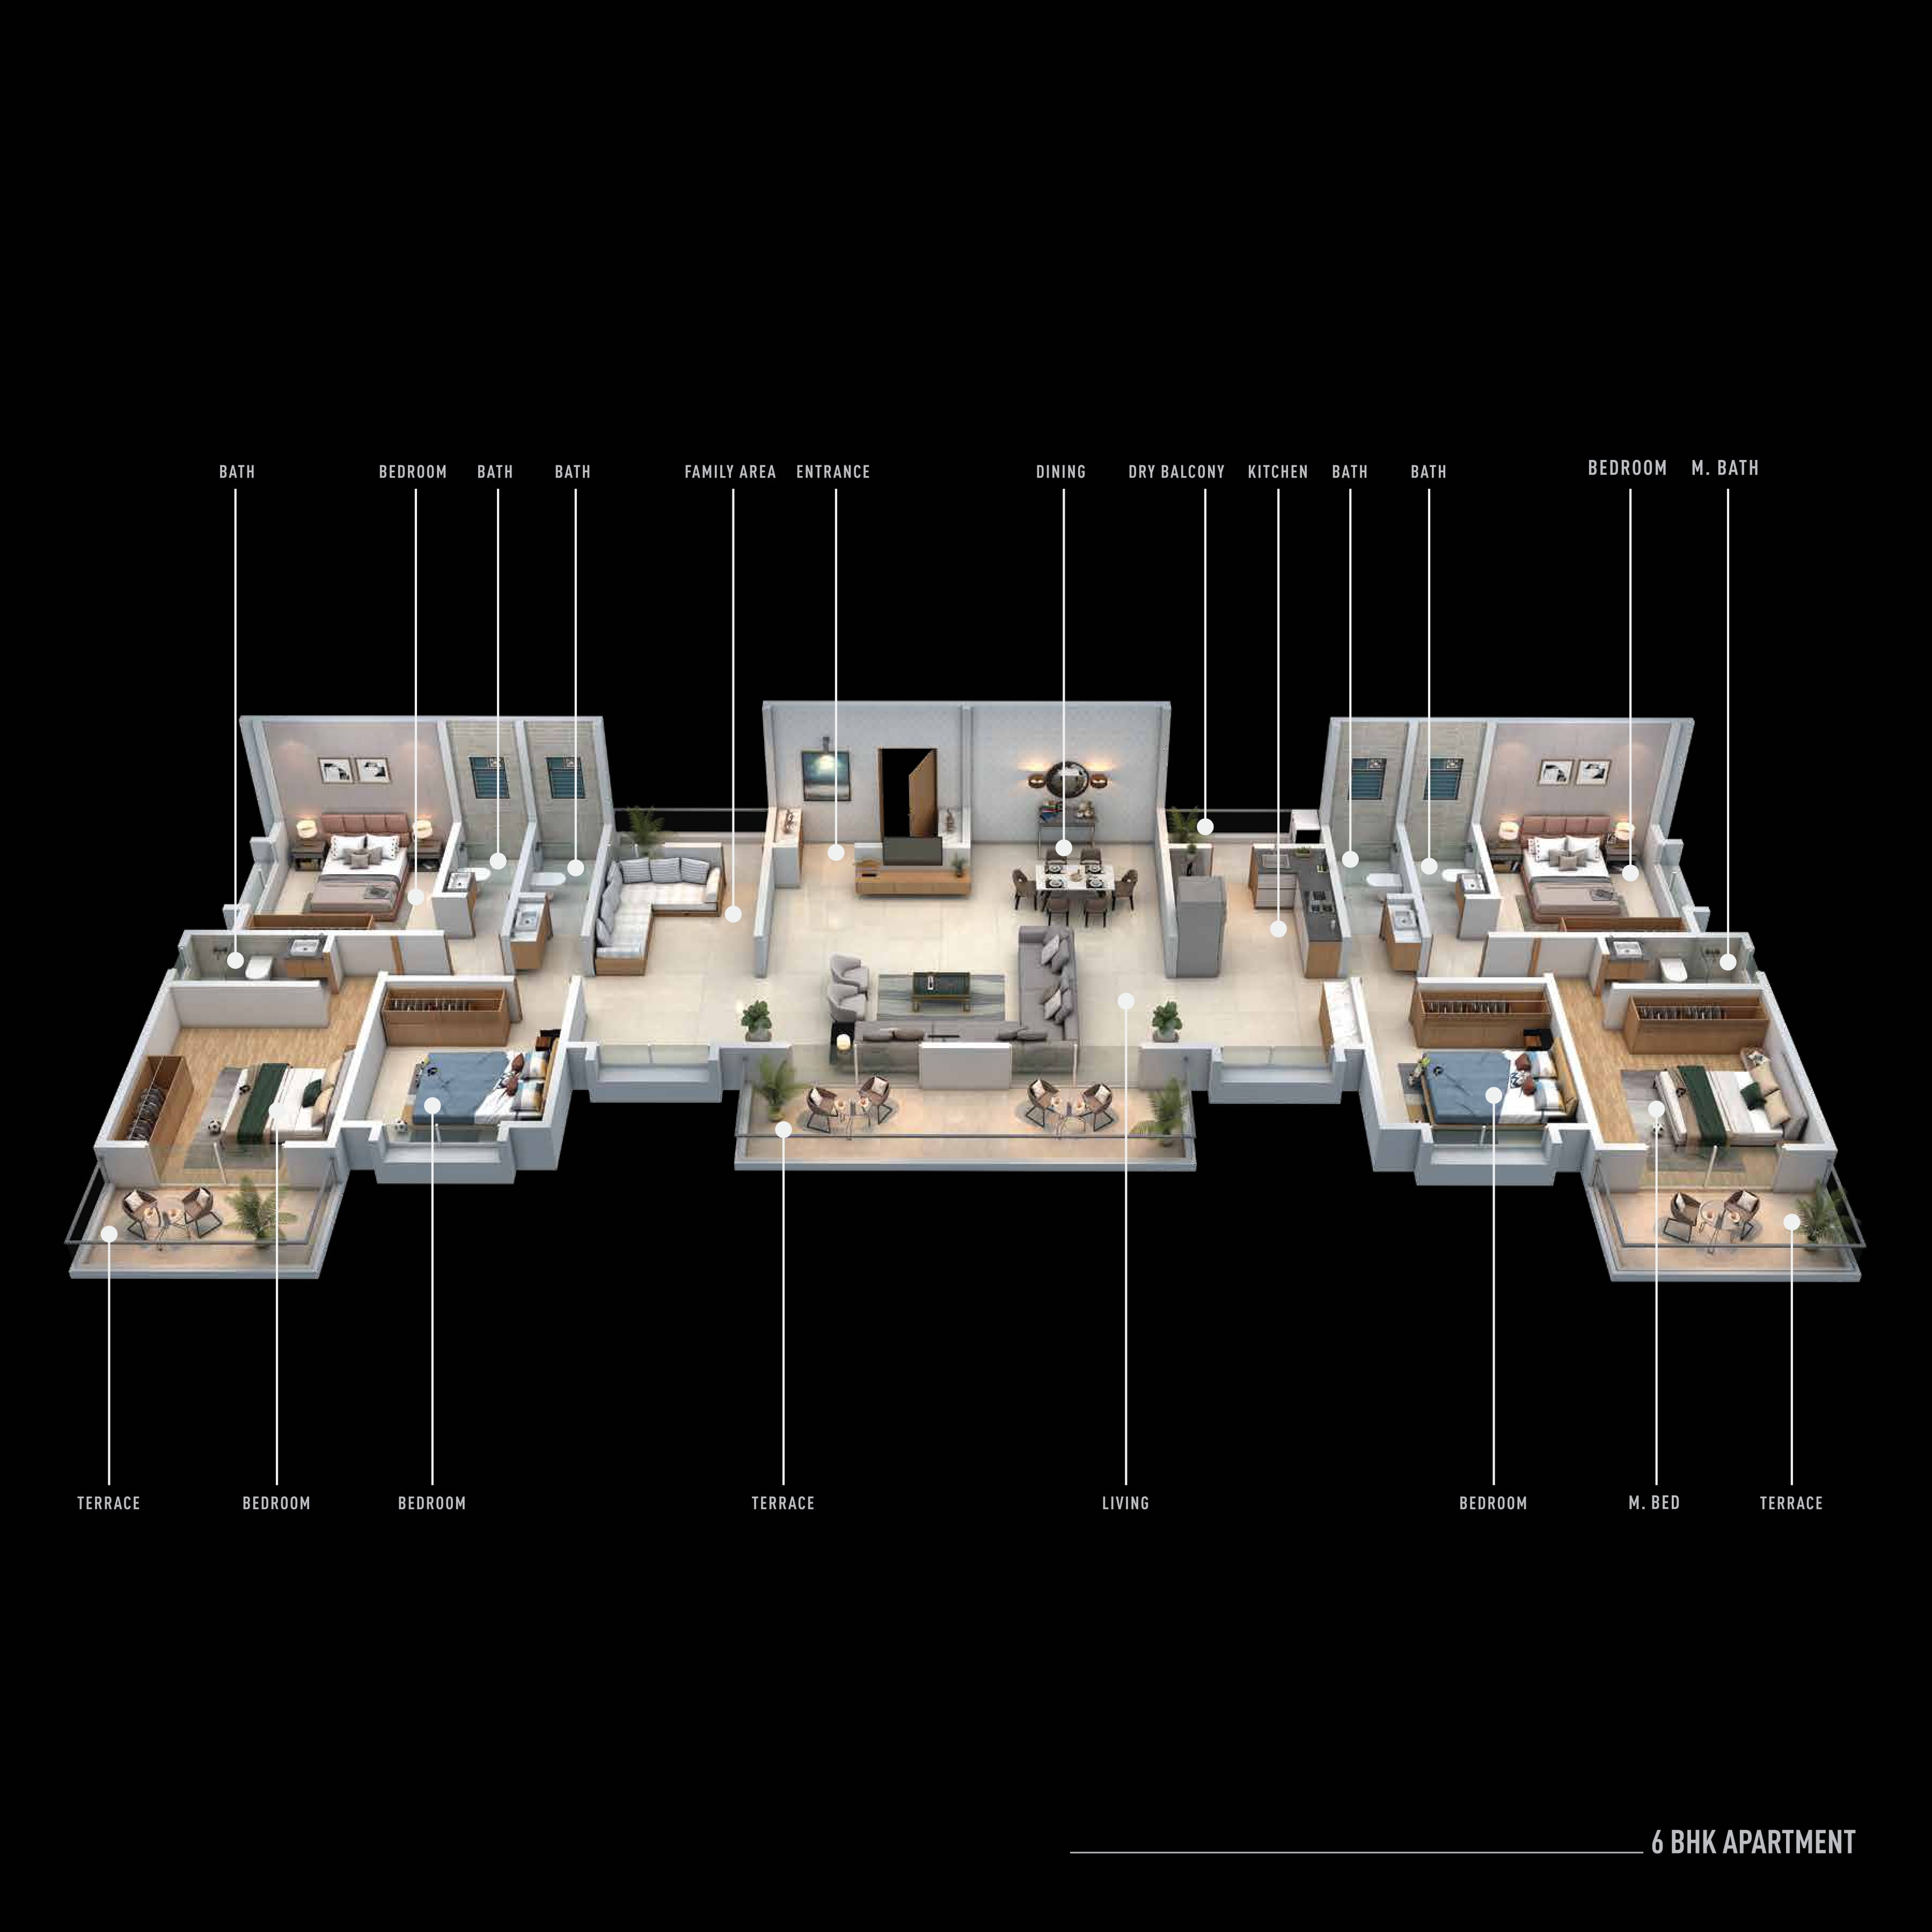 BATH
BEDROOM
BATH
BATH
FAMILY AREA
ENTRANCE
DINING
DRY BALCONY
KITCHEN
BATH
BATH
BEDROOM
M. BATH
TERRACE
BEDROOM
BEDROOM
TERRACE
LIVING
BEDROOM
M. BED
TERRACE
6 BHK APARTMENT